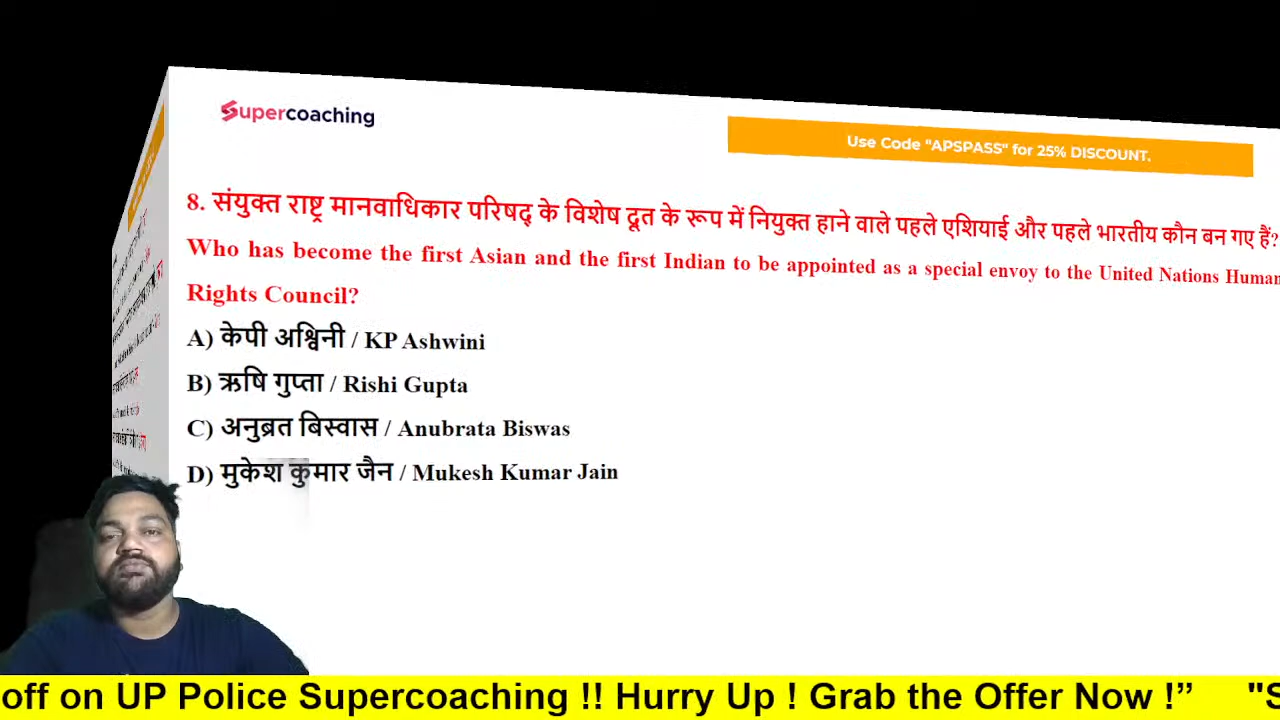 Supercoaching
Use Code "APSPASS" for 25% DISCOUNT.
8. संयुक्त राष्ट्र मानवाधिकार परिषद् के विशेष दूत के रूप में नियुक्त हाने वाले पहले एशियाई और पहले भारतीय कौन बन गए हैं?
Who has become the first Asian and the first Indian to be appointed as a special envoy to the United Nations Human
Rights Council?
A) केपी अश्विनी / KP Ashwini
B) ऋषि गुप्ता / Rishi Gupta
C) अनुब्रत बिस्वास / Anubrata Biswas
D) मुकेश कुमार जैन / Mukesh Kumar Jain
off on UP Police Supercoaching !! Hurry Up ! Grab the Offer Now !” "S